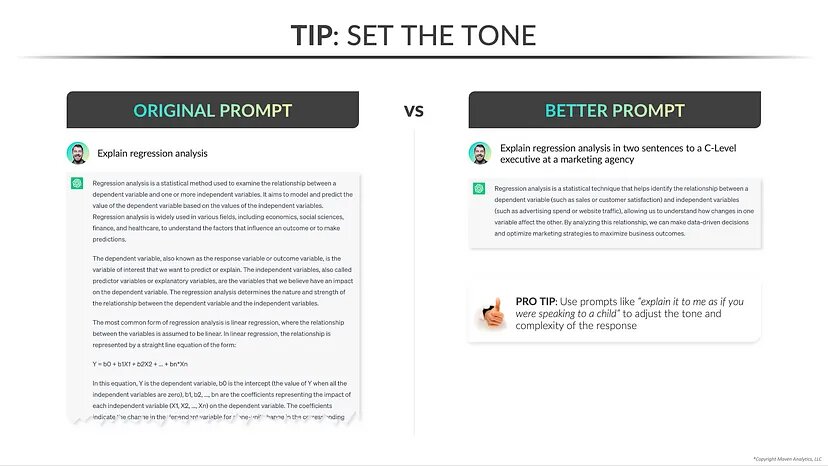 TIP: SET THE TONE
ORIGINAL PROMPT
Explain regression analysis
Regression analysis is a statistical method used to examine the relationship between a
dependent variable and one or more independent variables. It aims to model and predict the
value of the dependent variable based on the values of the independent variables.
Regression analysis is widely used in various fields, including economics, social sciences,
finance, and healthcare, to understand the factors that influence an outcome or to make
predictions.
The dependent variable, also known as the response variable or outcome variable, is the
variable of interest that we want to predict or explain. The independent variables, also called
predictor variables or explanatory variables, are the variables that we believe have an impact
on the dependent variable. The regression analysis determines the nature and strength of
the relationship between the dependent variable and the independent variables.
The most common form of regression analysis is linear regression, where the relationship
between the variables is assumed to be linear. In linear regression, the relationship is
represented by a straight line equation of the form:
Y = b0 + b1X1 + b2X2 + ... + bn*Xn
In this equation, Y is the dependent variable, b0 is the intercept (the value of Y when all the
independent variables are zero), b1, b2, ..., bn are the coefficients representing the impact of
each independent variable (X1, X2, ..., Xn) on the dependent variable. The coefficients
indicate the change in the dependent variable for a one-unit change in the corresponding
VS
BETTER PROMPT
Explain regression analysis in two sentences to a C-Level
executive at a marketing agency
Regression analysis is a statistical technique that helps identify the relationship between a
dependent variable (such as sales or customer satisfaction) and independent variables
(such as advertising spend or website traffic), allowing us to understand how changes in one
variable affect the other. By analyzing this relationship, we can make data-driven decisions
and optimize marketing strategies to maximize business outcomes.
PRO TIP: Use prompts like "explain it to me as if you
were speaking to a child" to adjust the tone and
complexity of the response
*Copyright Maven Analytics, LLC